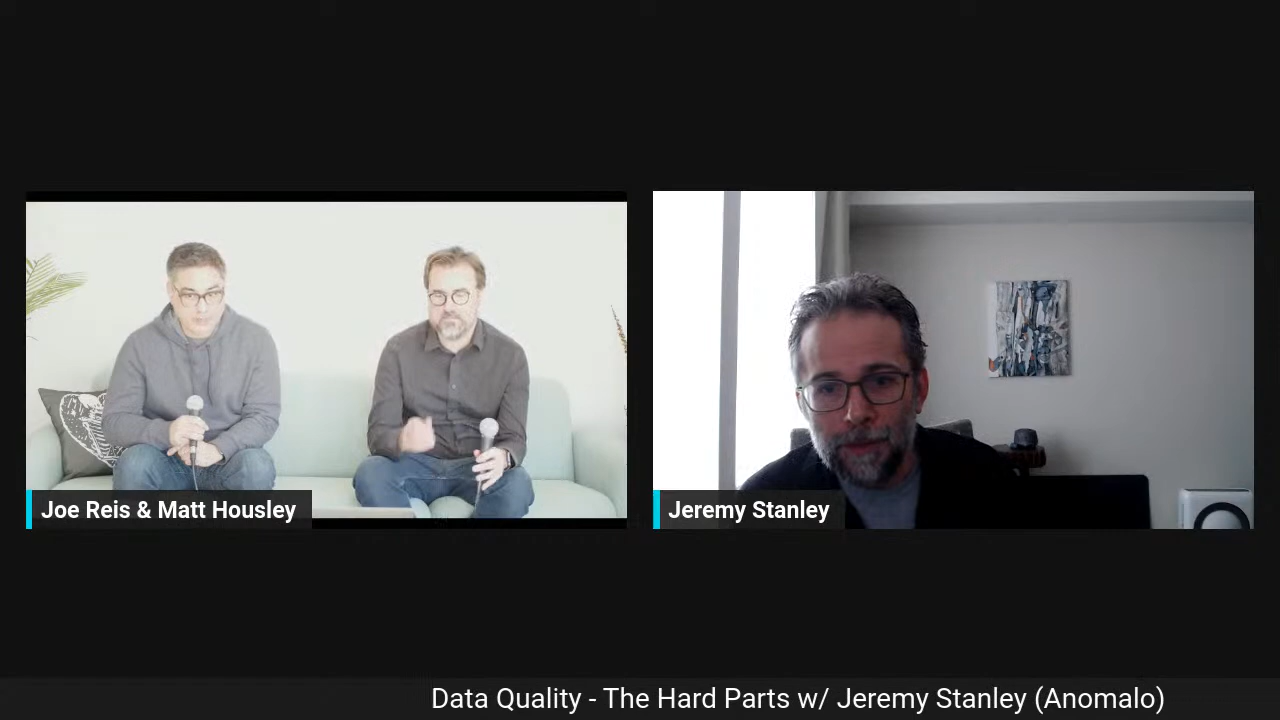 Joe Reis & Matt Housley
Jeremy Stanley
Data Quality - The Hard Parts w/ Jeremy Stanley (Anomalo)